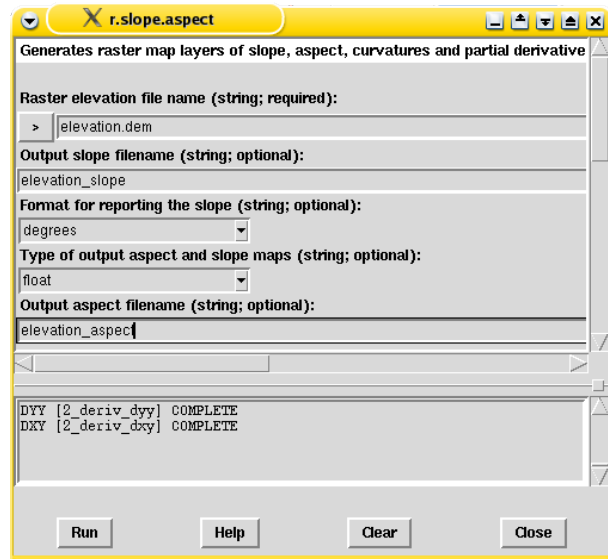 r.slope.aspect
Generates raster map layers of slope, aspect, curvatures and partial derivative
Raster elevation file name (string; required):
> elevation.dem
Output slope filename (string; optional):
elevation_slope
Format for reporting the slope (string; optional):
degrees
Type of output aspect and slope maps (string; optional):
float
Output aspect filename (string; optional):
elevation_aspect
DYY [2_deriv_dyy] COMPLETE
DXY [2_deriv_dxy] COMPLETE
Run Help Clear Close